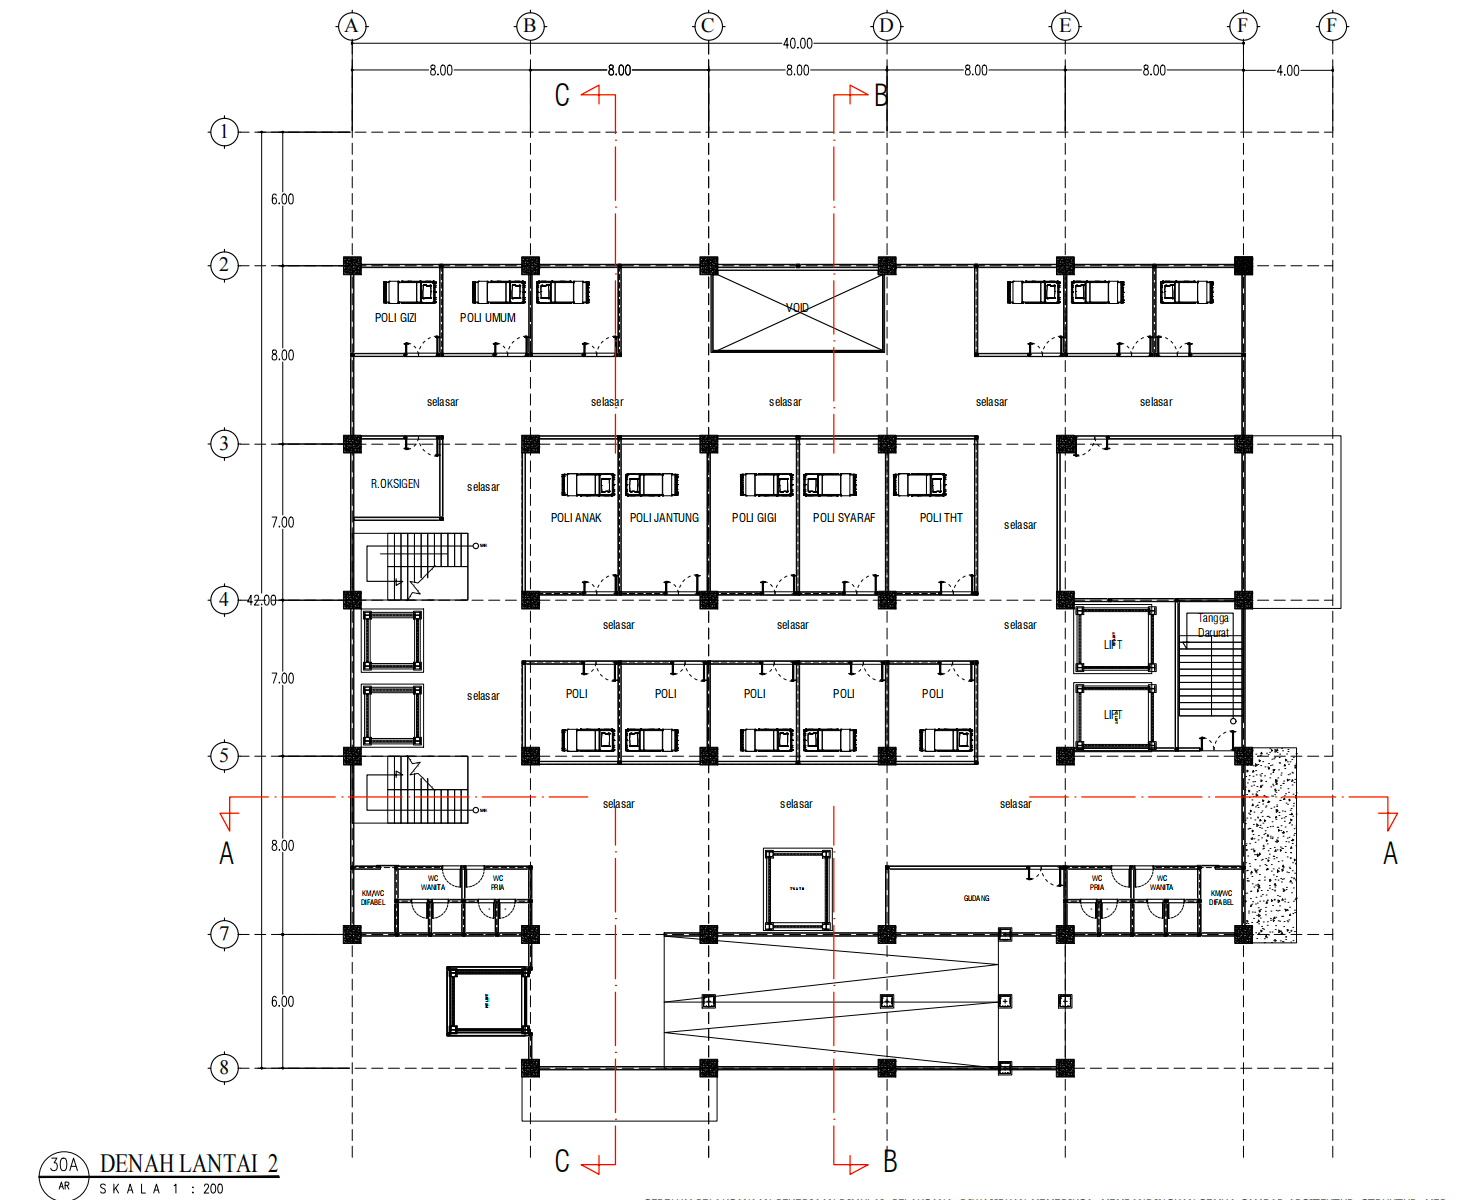 A B C D E F F
40.00
8.00 8.00 8.00 8.00 8.00 4.00
C B
1
6.00
2
POLI GIZI POLI UMUM VOID
8.00
selasar selasar selasar selasar selasar
3
R.OKSIGEN selasar
7.00 POLI ANAK POLI JANTUNG POLI GIGI POLI SYARAF POLI THT selasar
4 42.00
selasar selasar selasar Tangga
Darurat
LIFT
7.00 selasar POLI POLI POLI POLI POLI
LIFT
5
selasar selasar selasar
A 8.00 A
KM/WC
DIFABEL
WC
WANITA
WC
PRIA
GUDANG
WC
PRIA
WC
WANITA
KM/WC
DIFABEL
7
6.00
8
C B
30A
AR
DENAH LANTAI 2
SKALA 1 : 200